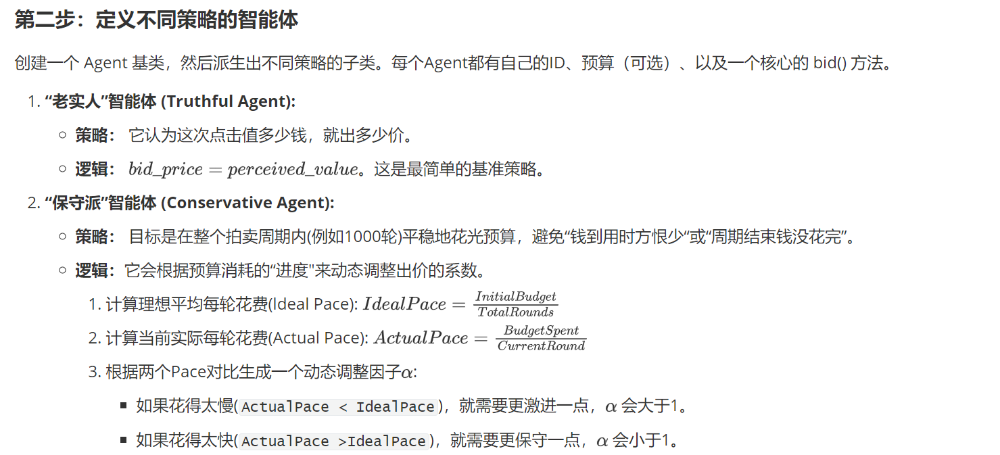 第二步：定义不同策略的智能体
创建一个 Agent 基类，然后派生出不同策略的子类。每个Agent都有自己的ID、预算（可选）、以及一个核心的 bid() 方法。
1. “老实人”智能体 (Truthful Agent):
策略： 它认为这次点击值多少钱，就出多少价。
逻辑： bid_price = perceived_value。这是最简单的基准策略。
2. “保守派”智能体 (Conservative Agent):
策略： 目标是在整个拍卖周期内(例如1000轮)平稳地花光预算，避免“钱到用时方恨少“或“周期结束钱没花完”。
逻辑：它会根据预算消耗的“进度"来动态调整出价的系数。
1. 计算理想平均每轮花费(Ideal Pace): IdealPace = InitialBudget / TotalRounds
2. 计算当前实际每轮花费(Actual Pace): ActualPace = BudgetSpent / CurrentRound
3. 根据两个Pace对比生成一个动态调整因子α:
如果花得太慢(ActualPace < IdealPace)，就需要更激进一点，α 会大于1。
如果花得太快(ActualPace >IdealPace)，就需要更保守一点，α 会小于1。